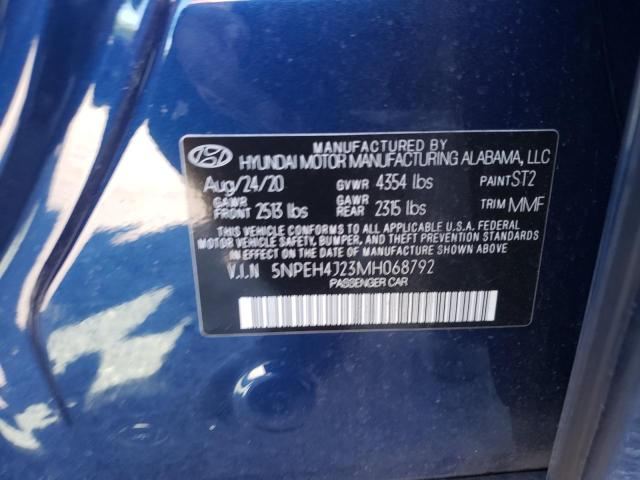 MANUFACTURED BY
HYUNDAI MOTOR MANUFACTURING ALABAMA, LLC
Aug/24/20 GVWR 4354 lbs PAINT ST2
GAWR FRONT 2513 lbs GAWR REAR 2315 lbs TRIM MMF
THIS VEHICLE CONFORMS TO ALL APPLICABLE U.S.A. FEDERAL
MOTOR VEHICLE SAFETY, BUMPER, AND THEFT PREVENTION STANDARDS
IN EFFECT ON THE DATE OF MANUFACTURE SHOWN ABOVE.
V.I.N 5NPEH4J23MH068792
PASSENGER CAR